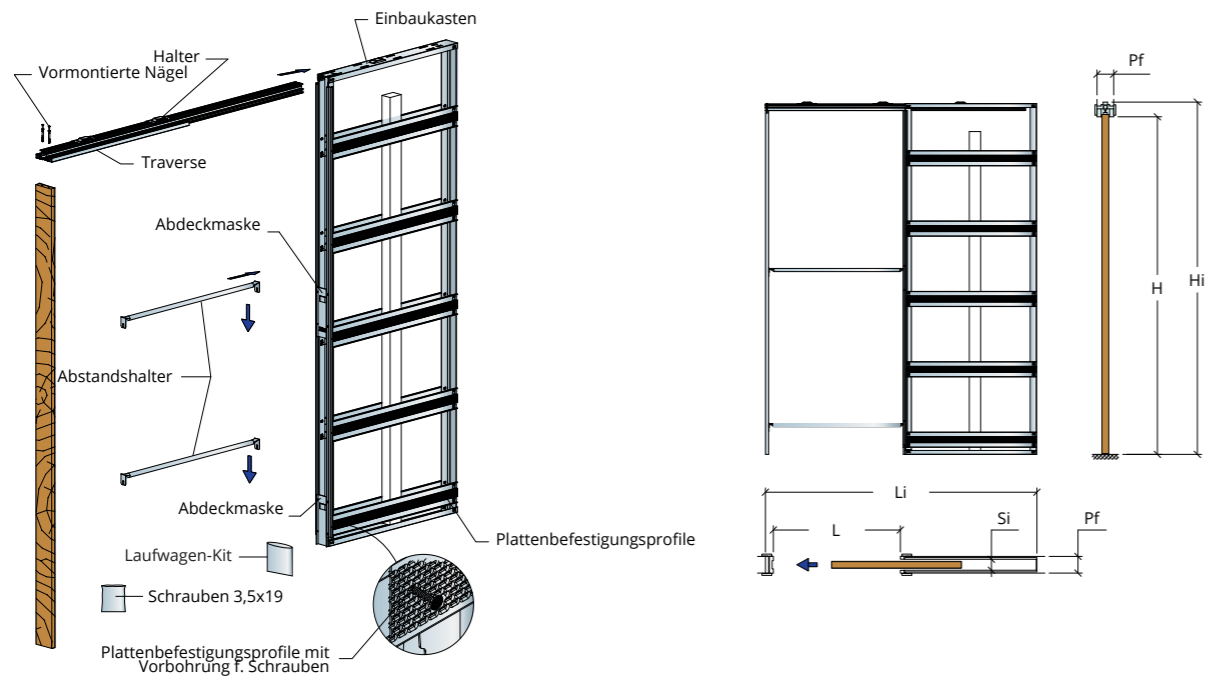 Einbaukasten
Halter
Vormontierte Nägel
Traverse
Abdeckmaske
Abstandshalter
Abdeckmaske
Plattenbefestigungsprofile
Laufwagen-Kit
Schrauben 3,5x19
Plattenbefestigungsprofile mit
Vorbohrung f. Schrauben
Pf
H
Hi
Li
L
Si
Pf